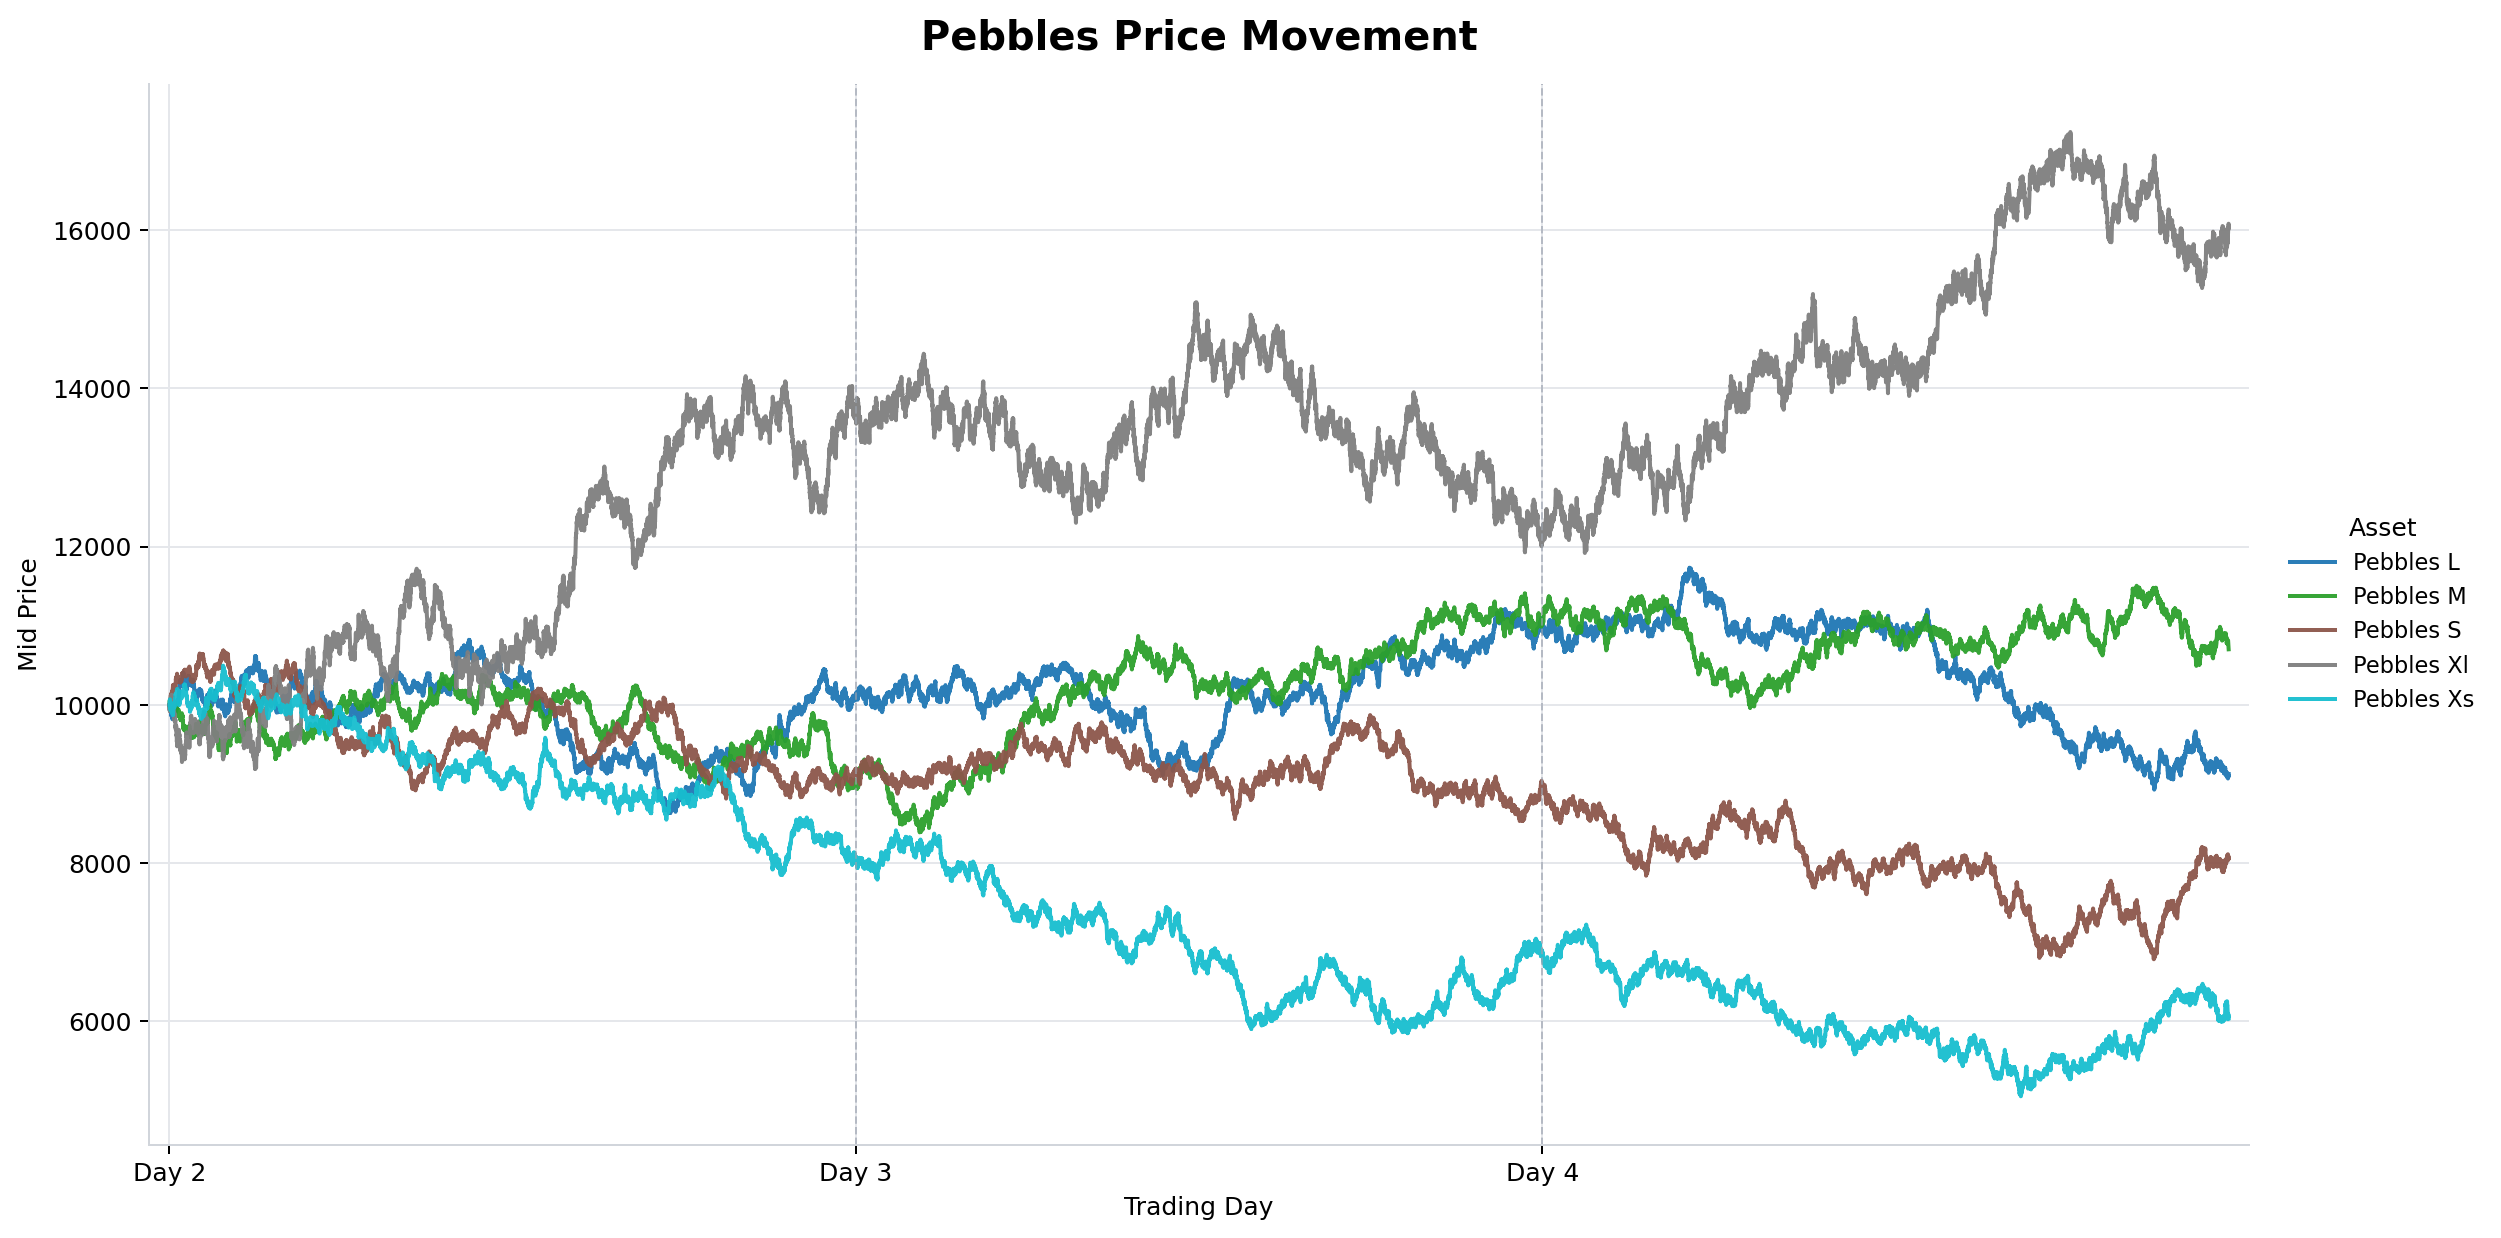 Pebbles Price Movement
Mid Price
16000
14000
12000
10000
8000
6000
Day 2
Day 3
Day 4
Trading Day
Asset
Pebbles L
Pebbles M
Pebbles S
Pebbles Xl
Pebbles Xs